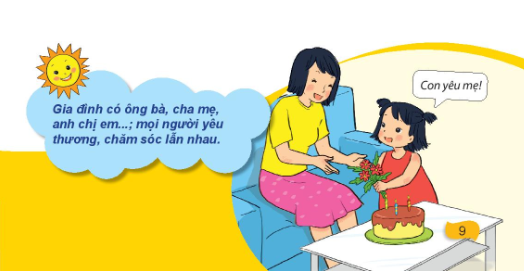 Gia đình có ông bà, cha mẹ,
anh chị em...; mọi người yêu
thương, chăm sóc lẫn nhau.
Con yêu mẹ!
9